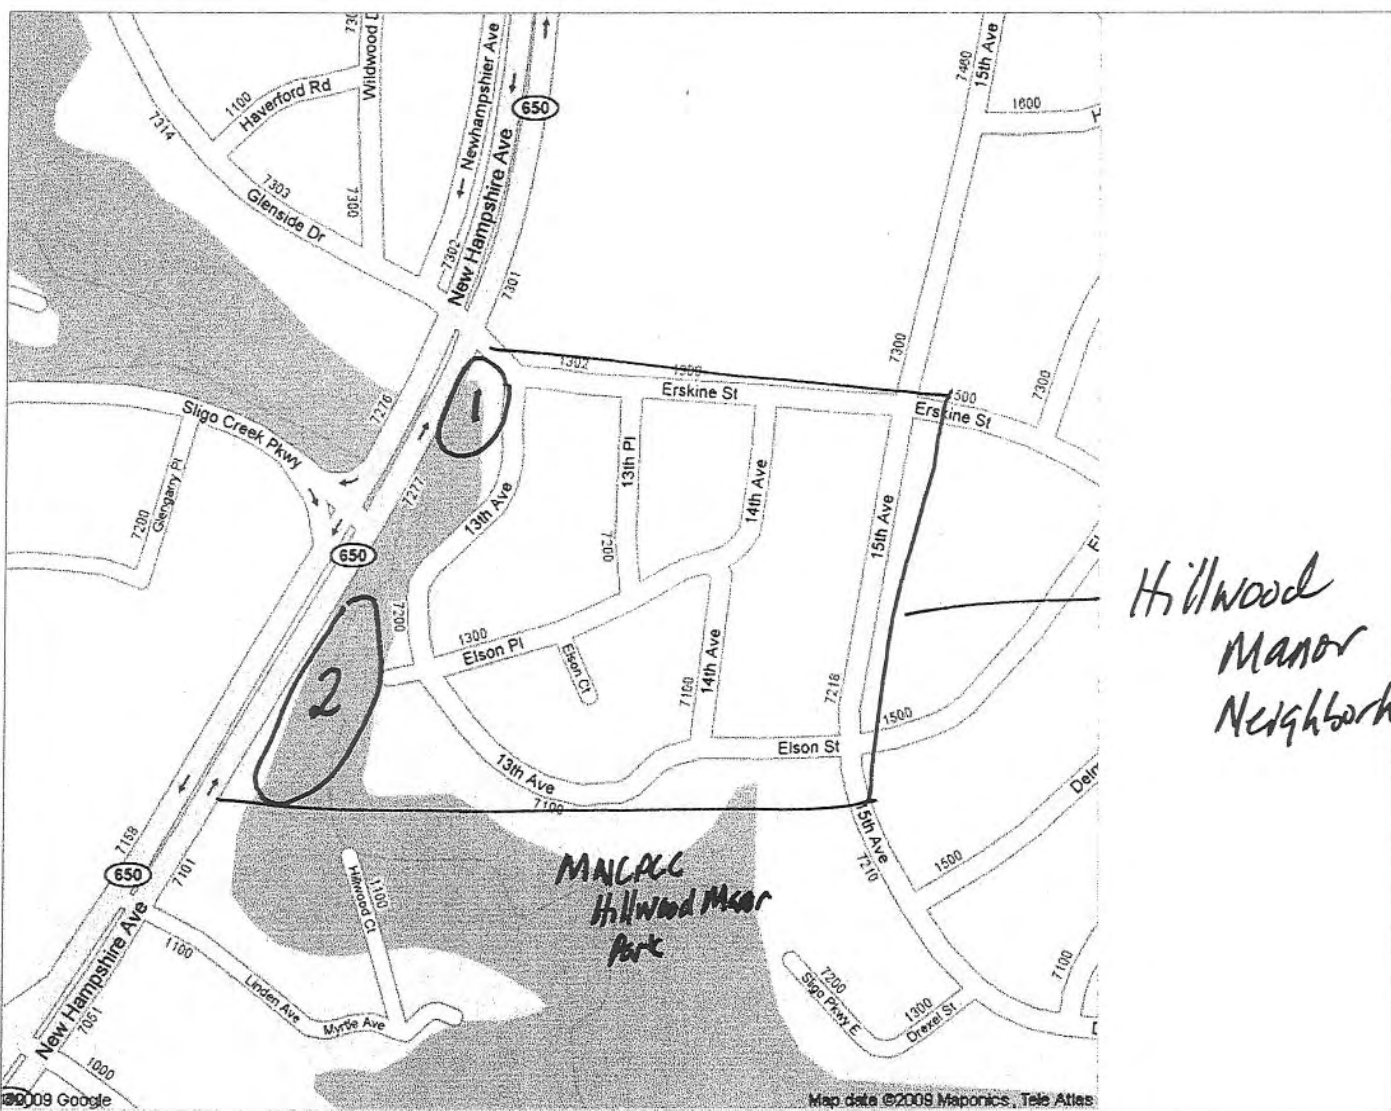 730
Wildwood D
Newhampshier Ave
15th Ave
7460
1100
Haverford Rd
7314
650
1600
H
7303
Glenside Dr
7300
7302
New Hampshire Ave
7301
7300
1302
1300
Erskine St
1500
Erskine St
7300
1
7276
Sligo Creek Pkwy
7277
Glengarry Pl
7200
13th Ave
13th Pl
7200
14th Ave
15th Ave
650
7200
1300
Elson Pl
Elson Ct
2
14th Ave
7100
7218
1500
Elson St
Hillwood
Manor
Neighborh
13th Ave
7100
Delm
7158
7101
650
15th Ave
7210
1500
MNCPCC
Hillwood Manor
Park
1100
Hillwood Ct
New Hampshire Ave
7051
1100
Linden Ave
Myrtle Ave
7200
Sligo Pkwy E
1300
Drexel St
7100
D
1000
©2009 Google
Map data ©2009 Maponics, Tele Atlas